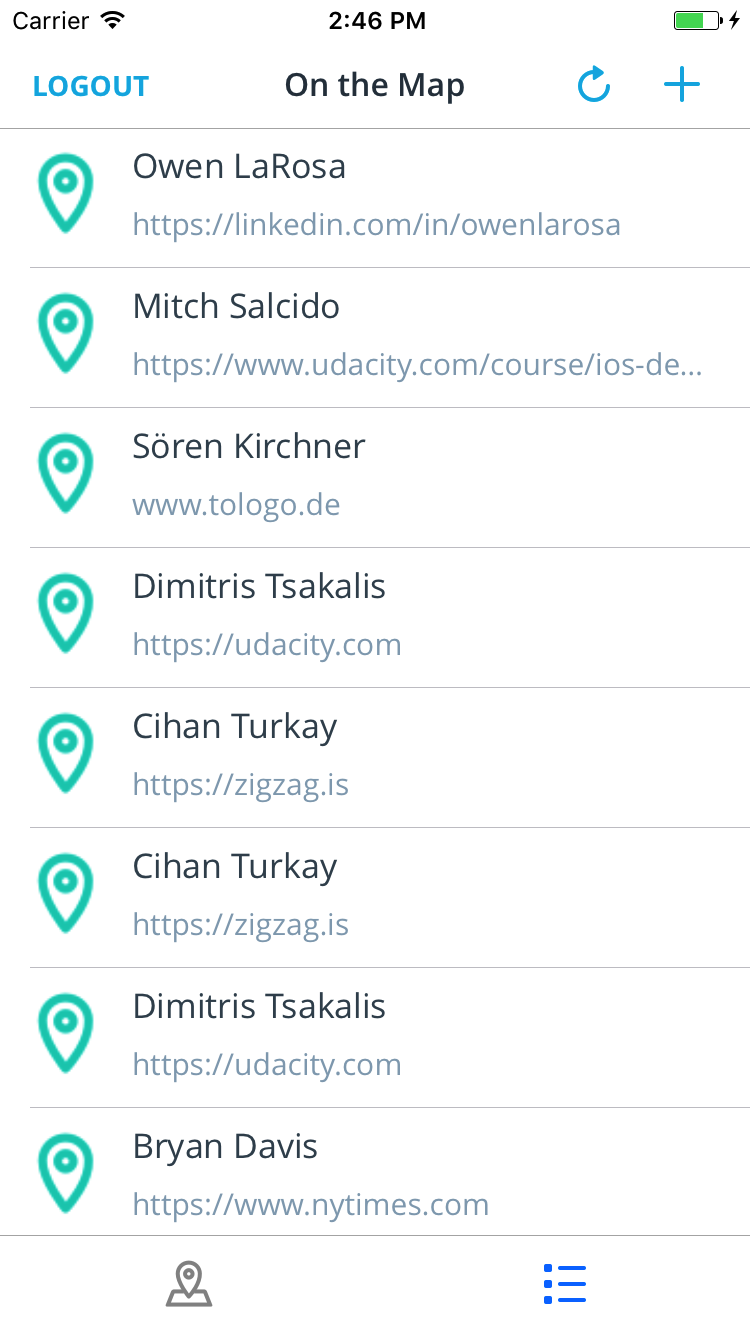 Carrier 2:46 PM
LOGOUT On the Map
Owen LaRosa
https://linkedin.com/in/owenlarosa
Mitch Salcido
https://www.udacity.com/course/ios-de...
Sören Kirchner
www.tologo.de
Dimitris Tsakalis
https://udacity.com
Cihan Turkay
https://zigzag.is
Cihan Turkay
https://zigzag.is
Dimitris Tsakalis
https://udacity.com
Bryan Davis
https://www.nytimes.com